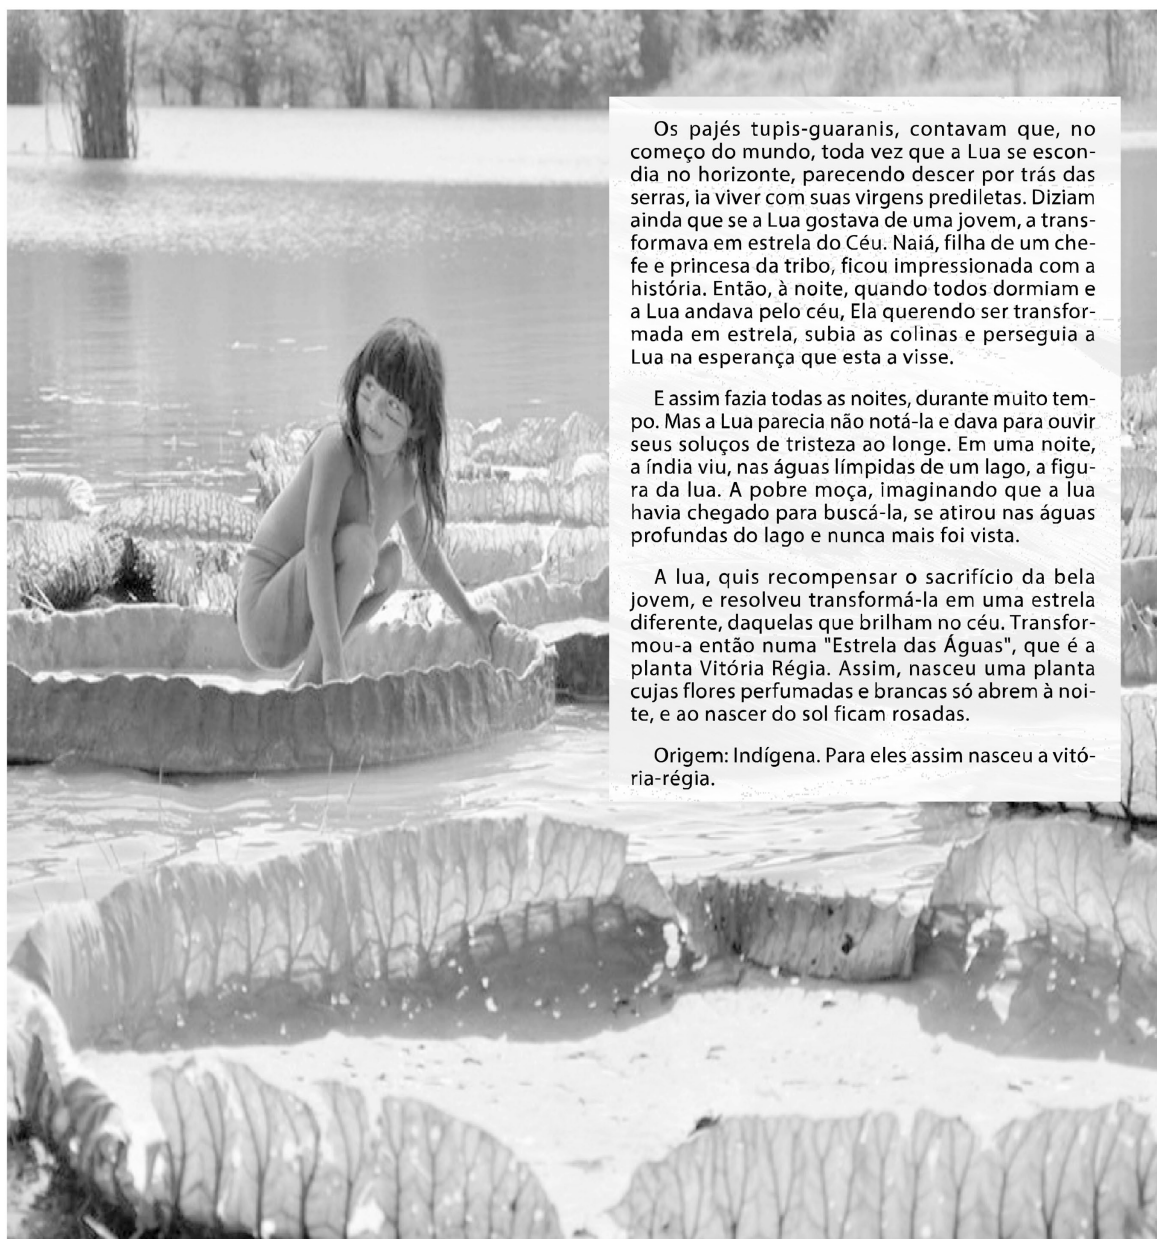 Os pajés tupis-guaranis, contavam que, no
começo do mundo, toda vez que a Lua se escon-
dia no horizonte, parecendo descer por trás das
serras, ia viver com suas virgens prediletas. Diziam
ainda que se a Lua gostava de uma jovem, a trans-
formava em estrela do Céu. Naiá, filha de um che-
fe e princesa da tribo, ficou impressionada com a
história. Então, à noite, quando todos dormiam e
a Lua andava pelo céu, Ela querendo ser transfor-
mada em estrela, subia as colinas e perseguia a
Lua na esperança que esta a visse.
E assim fazia todas as noites, durante muito tem-
po. Mas a Lua parecia não notá-la e dava para ouvir
seus soluços de tristeza ao longe. Em uma noite,
a índia viu, nas águas límpidas de um lago, a figu-
ra da lua. A pobre moça, imaginando que a lua
havia chegado para buscá-la, se atirou nas águas
profundas do lago e nunca mais foi vista.
A lua, quis recompensar o sacrifício da bela
jovem, e resolveu transformá-la em uma estrela
diferente, daquelas que brilham no céu. Transfor-
mou-a então numa "Estrela das Águas", que é a
planta Vitória Régia. Assim, nasceu uma planta
cujas flores perfumadas e brancas só abrem à noi-
te, e ao nascer do sol ficam rosadas.
Origem: Indígena. Para eles assim nasceu a vitó-
ria-régia.